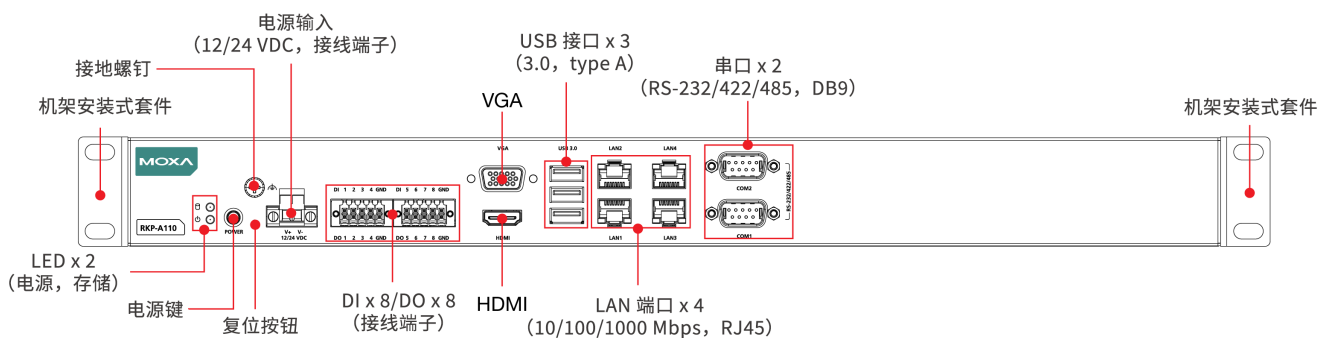 电源输入
（12/24 VDC，接线端子）
接地螺钉
机架安装式套件
USB 接口 x 3
（3.0，type A）
VGA
串口 x 2
（RS-232/422/485，DB9）
机架安装式套件
MOXA
VGA
USB 3.0
LAN2
LAN4
COM2
RS-232/422/485
DI 1 2 3 4 GND
DI 5 6 7 8 GND
RKP-A110
POWER
V+ V-
12/24 VDC
DO 1 2 3 4 GND
DO 5 6 7 8 GND
HDMI
LAN1
LAN3
COM1
LED x 2
（电源，存储）
电源键
复位按钮
DI x 8/DO x 8
（接线端子）
HDMI
LAN 端口 x 4
（10/100/1000 Mbps，RJ45）